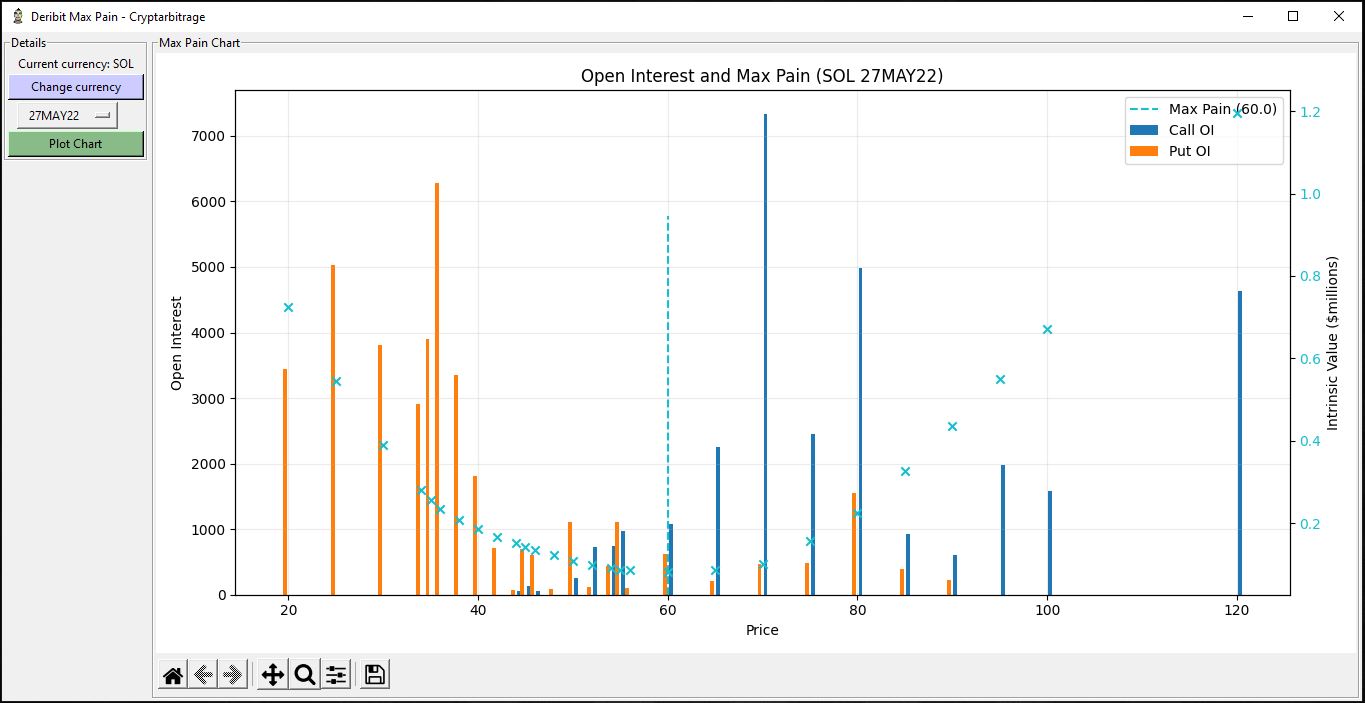 Deribit Max Pain - Cryptarbitrage
Details
Current currency: SOL
Change currency
27MAY22
Plot Chart
Max Pain Chart
Open Interest and Max Pain (SOL 27MAY22)
Max Pain (60.0)
Call OI
Put OI
Open Interest
7000
6000
5000
4000
3000
2000
1000
0
20
40
60
80
100
120
Price
1.2
1.0
0.8
0.6
0.4
0.2
Intrinsic Value ($millions)